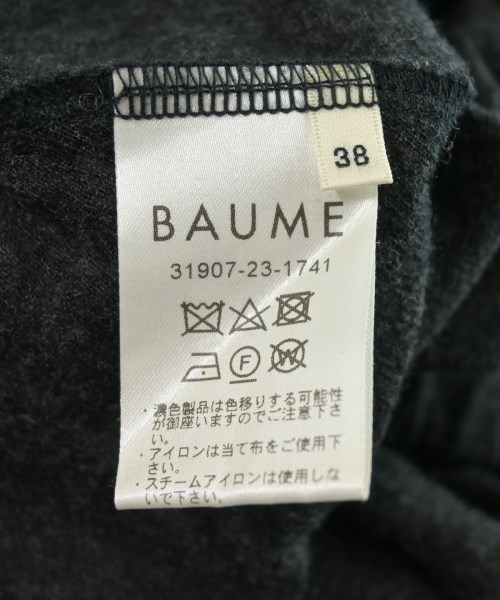 38
BAUME
31907-23-1741
F W
・濃色製品は色移りする可能性
が御座いますのでご注意下さ
い。
・アイロンは当て布をご使用下
さい。
・スチームアイロンは使用しな
いで下さい。